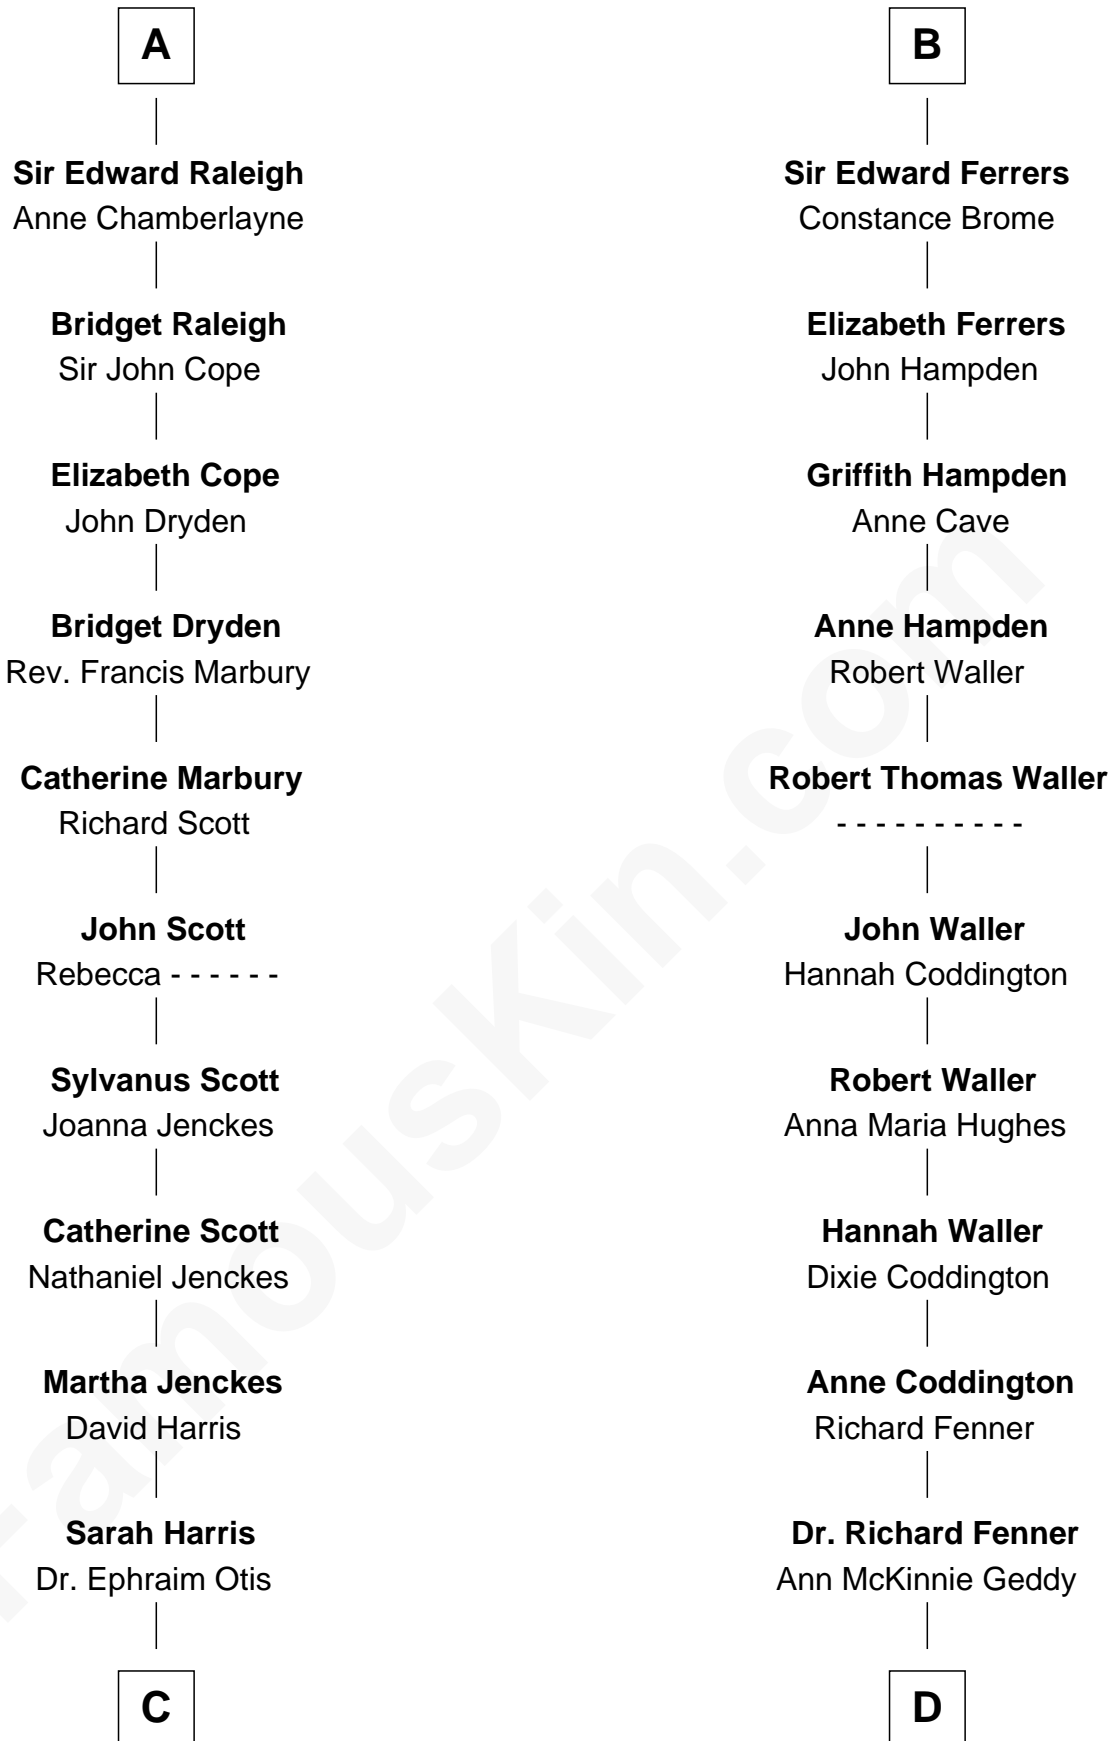 A
Sir Edward Raleigh
Anne Chamberlayne
Bridget Raleigh
Sir John Cope
Elizabeth Cope
John Dryden
Bridget Dryden
Rev. Francis Marbury
Catherine Marbury
Richard Scott
John Scott
Rebecca - - - - - -
Sylvanus Scott
Joanna Jenckes
Catherine Scott
Nathaniel Jenckes
Martha Jenckes
David Harris
Sarah Harris
Dr. Ephraim Otis
C
B
Sir Edward Ferrers
Constance Brome
Elizabeth Ferrers
John Hampden
Griffith Hampden
Anne Cave
Anne Hampden
Robert Waller
Robert Thomas Waller
- - - - - - - - - -
John Waller
Hannah Coddington
Robert Waller
Anna Maria Hughes
Hannah Waller
Dixie Coddington
Anne Coddington
Richard Fenner
Dr. Richard Fenner
Ann McKinnie Geddy
D
FamousKin.com